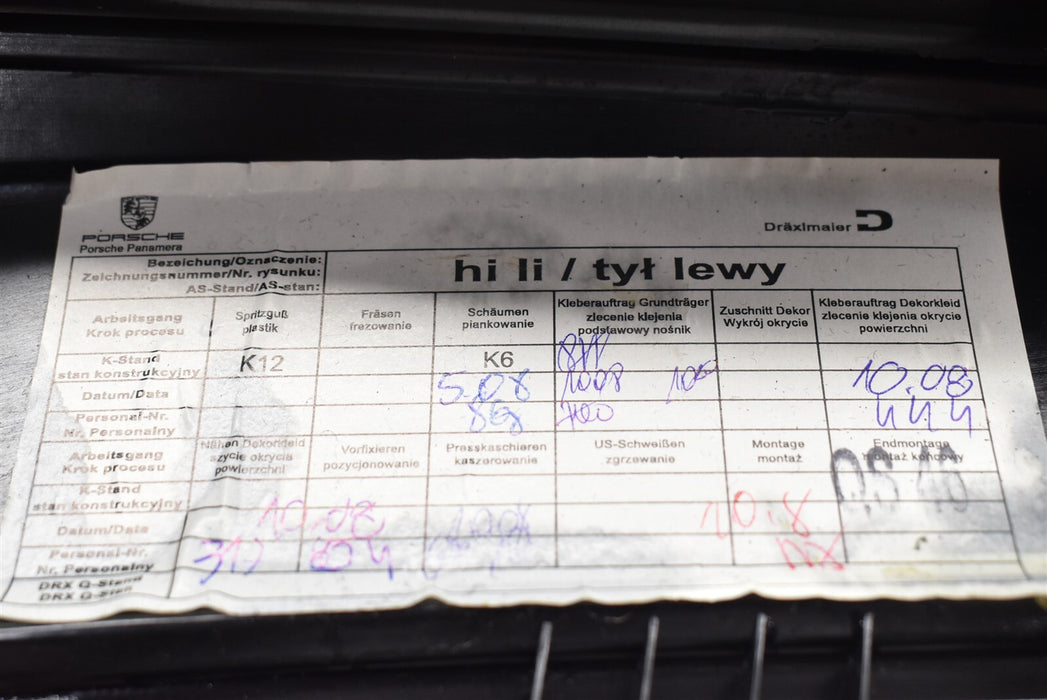 PORSCHE
Porsche Panamera
Dräxlmaier D
Bezeichung/Oznaczenie:
Zeichnungsnummer/Nr. rysunku:
AS-Stand/AS-stan:
hi li / tył lewy
Arbeitsgang
Krok procesu
Spritzguß
plastik
Fräsen
frezowanie
Schäumen
piankowanie
Kleberauftrag Grundträger
zlecenie klejenia
podstawowy nośnik
Zuschnitt Dekor
Wykrój okrycie
Kleberauftrag Dekorkleid
zlecenie klejenia okrycie
powierzchni
K-Stand
stan konstrukcyjny
K12
K6
Datum/Data
5.08
10.08
Personal-Nr.
Nr. Personalny
444
Arbeitsgang
Krok procesu
Nähen Dekorkleid
szycie okrycia
powierzchni
Vorfixieren
pozycjonowanie
Presskaschieren
kaszerowanie
US-Schweißen
zgrzewanie
Montage
montaż
Endmontage
montaż końcowy
K-Stand
stan konstrukcyjny
Datum/Data
10.08
10.8
Personal-Nr.
Nr. Personalny
DRX Q-Stand
DRX Q-Stan